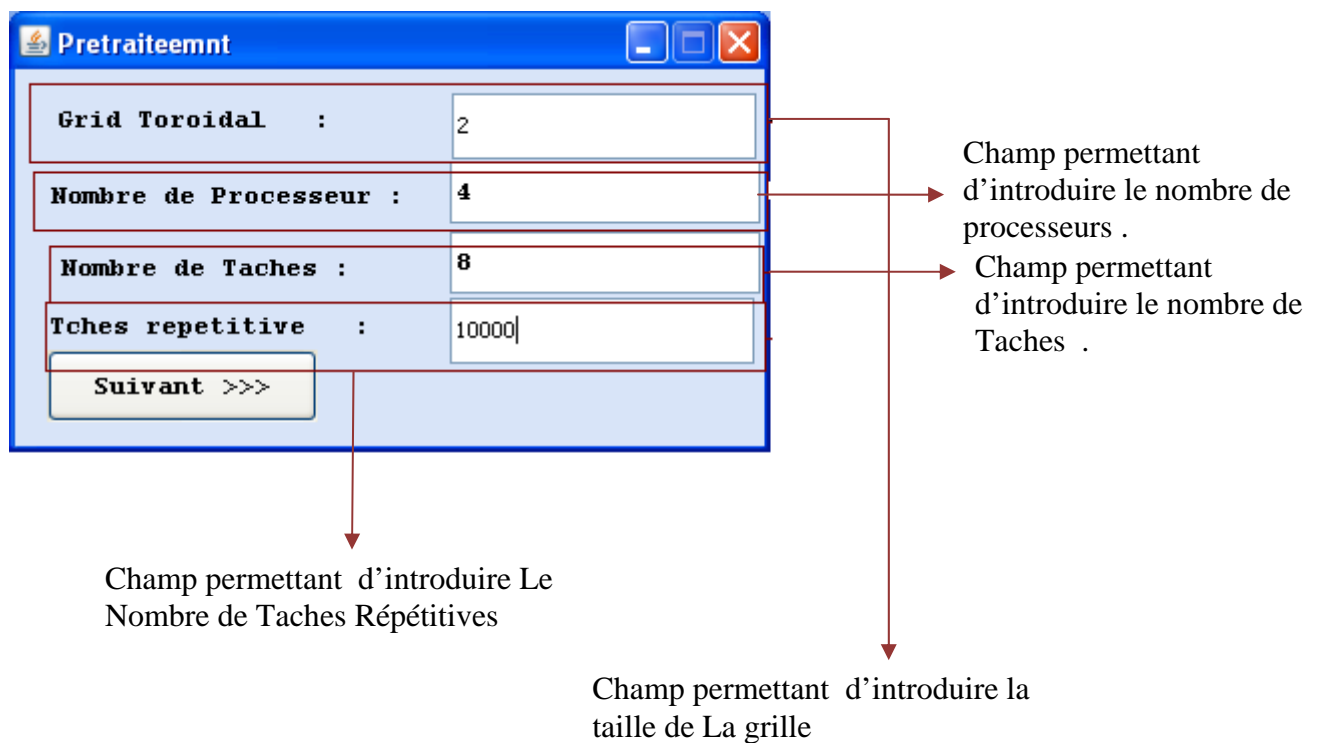 Pretraiteemnt
Grid Toroidal :
2
Nombre de Processeur :
4
Nombre de Taches :
8
Tches repetitive :
10000
Suivant >>>
Champ permettant
d’introduire le nombre de
processeurs .
Champ permettant
d’introduire le nombre de
Taches .
Champ permettant d’introduire Le
Nombre de Taches Répétitives
Champ permettant d’introduire la
taille de La grille